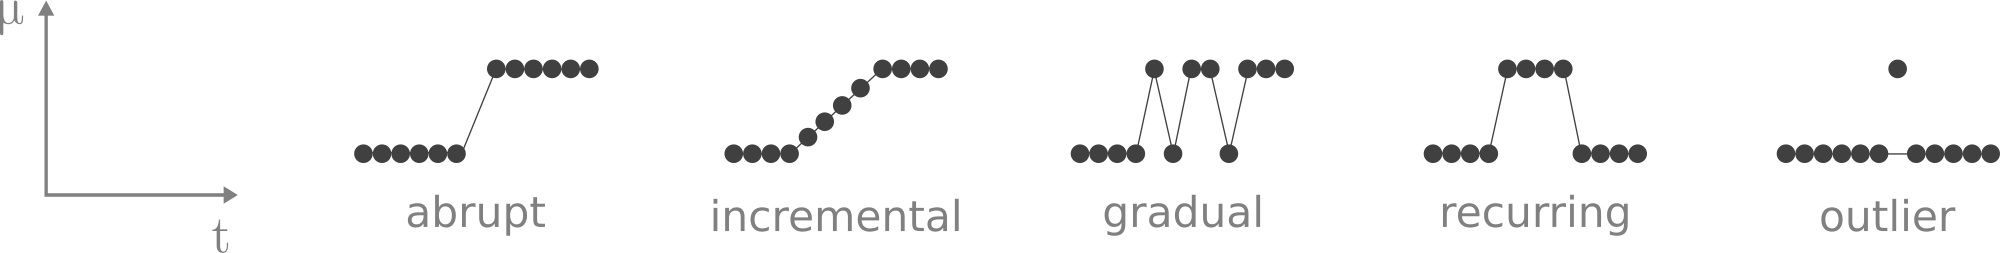 μ
t
abrupt
incremental
gradual
recurring
outlier